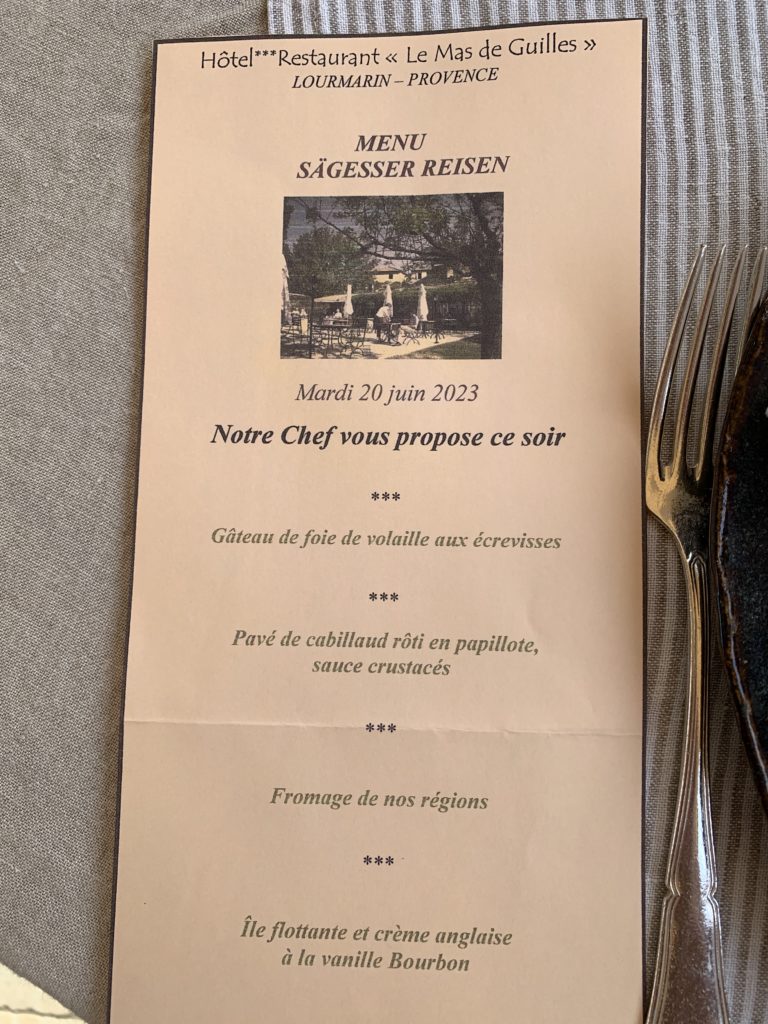 Hôtel***Restaurant « Le Mas de Guilles »
LOURMARIN – PROVENCE
MENU
SÄGESSER REISEN
Mardi 20 juin 2023
Notre Chef vous propose ce soir
***
Gâteau de foie de volaille aux écrevisses
***
Pavé de cabillaud rôti en papillote,
sauce crustacés
***
Fromage de nos régions
***
Île flottante et crème anglaise
à la vanille Bourbon